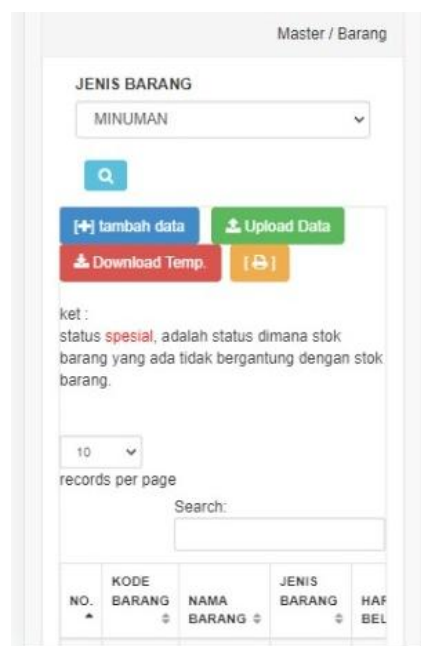 Master / Barang
JENIS BARANG
MINUMAN
[+] tambah data
Upload Data
Download Temp.
[ ]
ket :
status spesial, adalah status dimana stok
barang yang ada tidak bergantung dengan stok
barang.
10
records per page
Search:
NO.
KODE BARANG
NAMA BARANG
JENIS BARANG
HAR
BEL